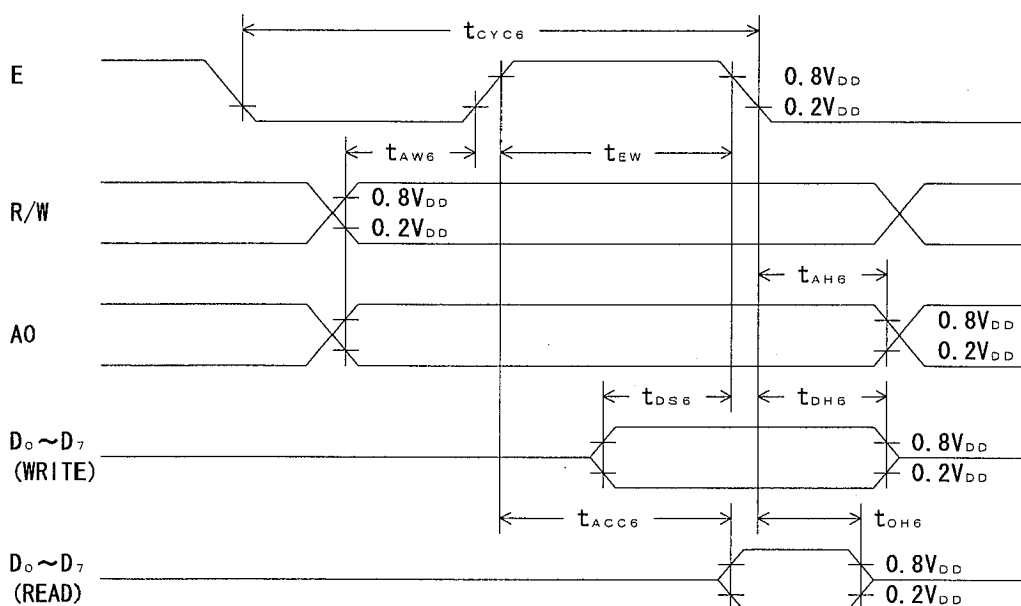 tCYC6
E
0.8VDD
0.2VDD
tAW6
tEW
R/W
0.8VDD
0.2VDD
tAH6
A0
0.8VDD
0.2VDD
tDS6
tDH6
D0~D7
(WRITE)
0.8VDD
0.2VDD
tACC6
tOH6
D0~D7
(READ)
0.8VDD
0.2VDD